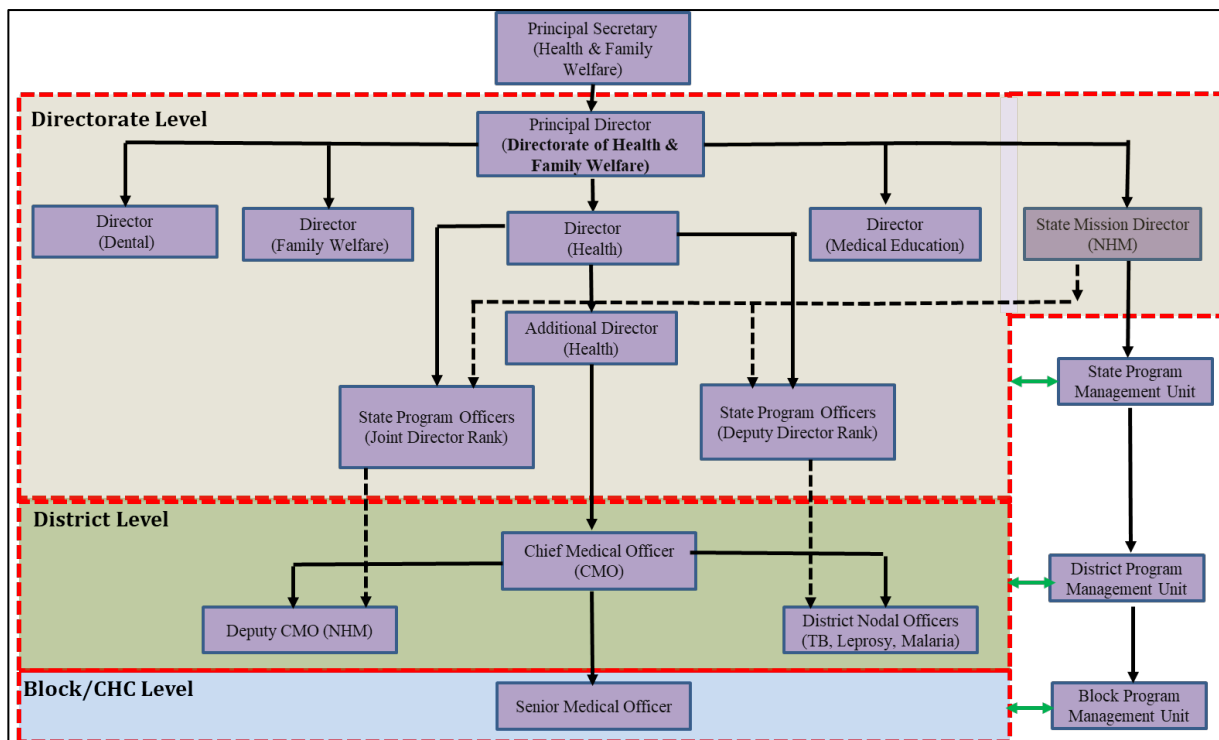 Principal Secretary
(Health & Family
Welfare)
Directorate Level
Principal Director
(Directorate of Health &
Family Welfare)
Director
(Dental)
Director
(Family Welfare)
Director
(Health)
Director
(Medical Education)
State Mission Director
(NHM)
Additional Director
(Health)
State Program Officers
(Joint Director Rank)
State Program Officers
(Deputy Director Rank)
State Program
Management Unit
District Level
Chief Medical Officer
(CMO)
District Program
Management Unit
Deputy CMO (NHM)
District Nodal Officers
(TB, Leprosy, Malaria)
Block/CHC Level
Senior Medical Officer
Block Program
Management Unit